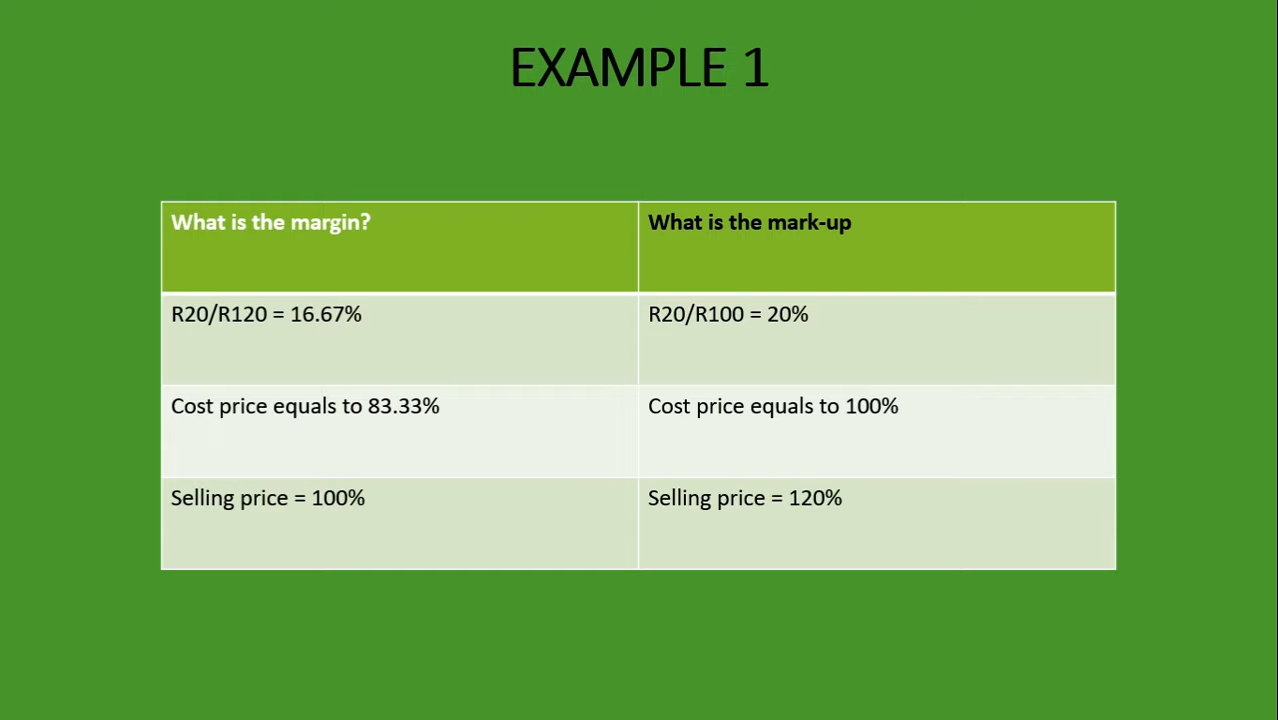 EXAMPLE 1
What is the margin?
What is the mark-up
R20/R120 = 16.67%
R20/R100 = 20%
Cost price equals to 83.33%
Cost price equals to 100%
Selling price = 100%
Selling price = 120%